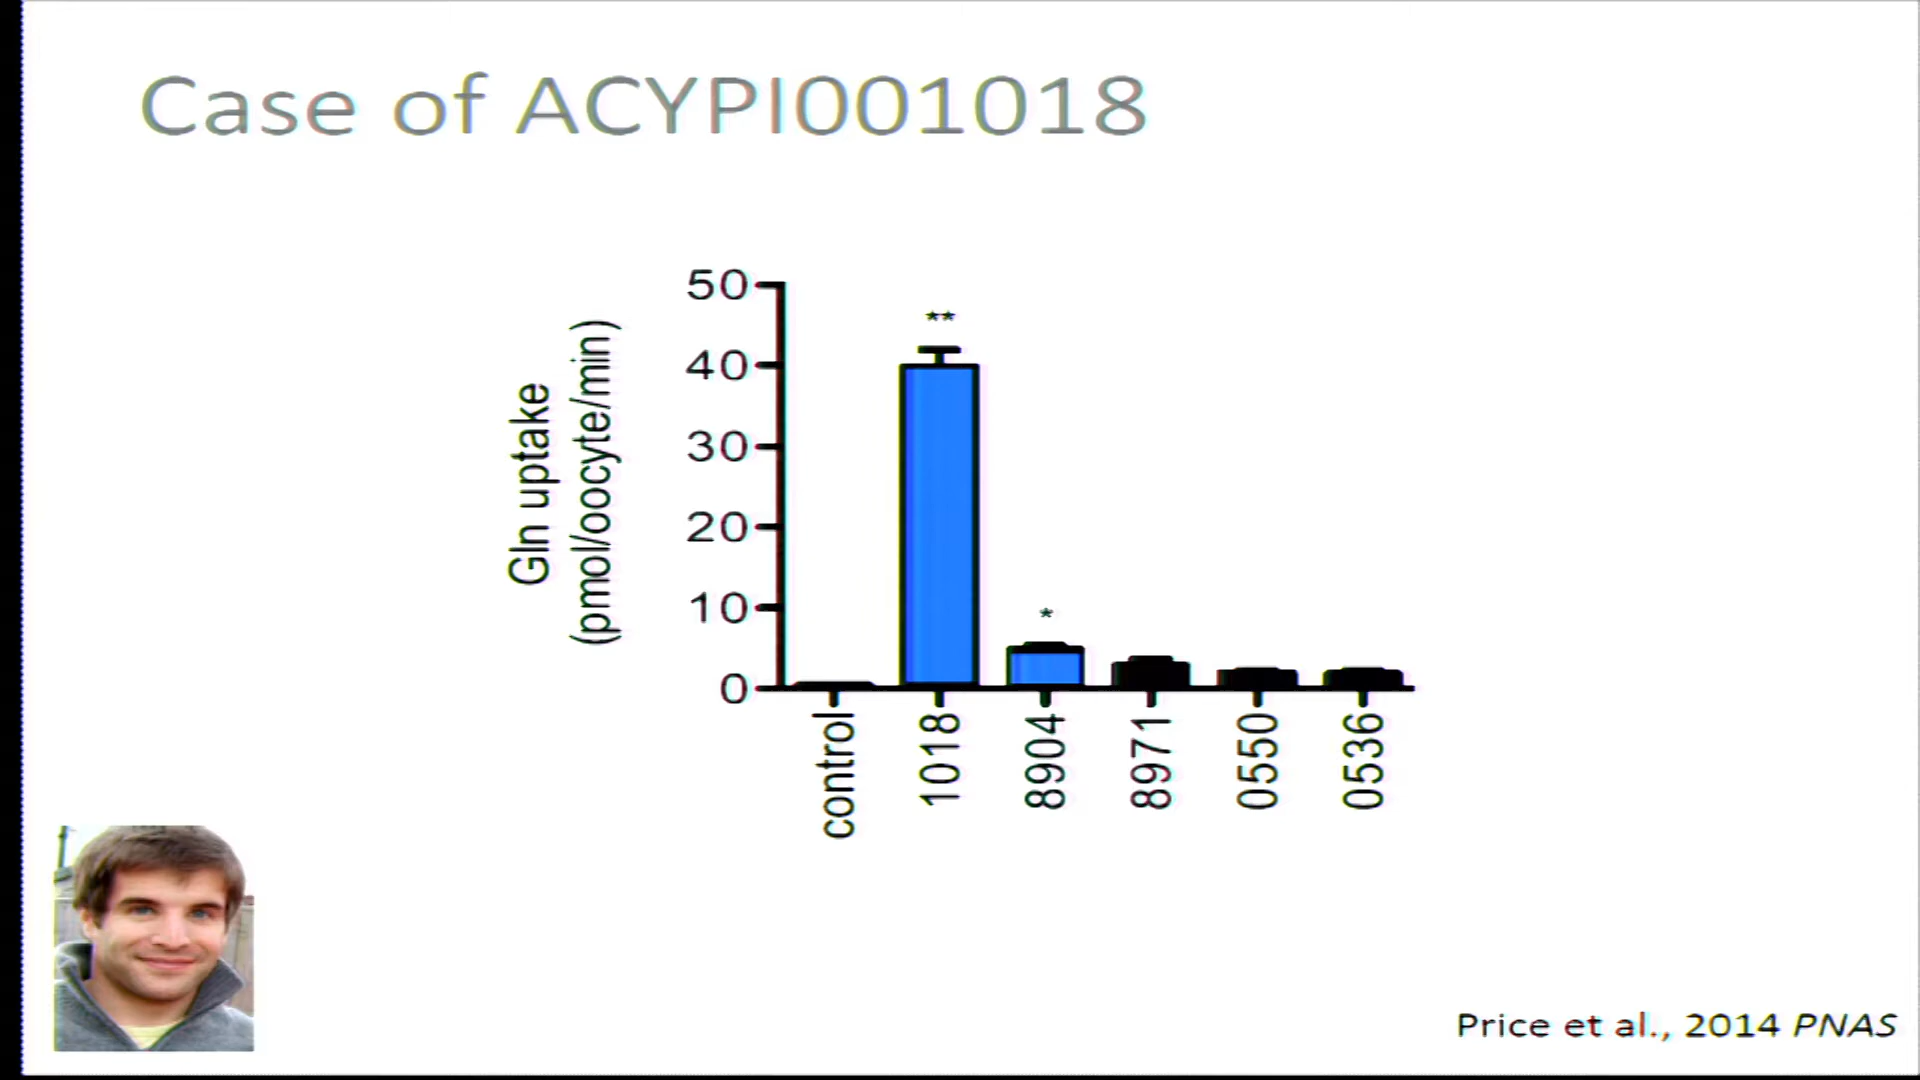 Case of ACYPI001018
Gln uptake
(pmol/oocyte/min)
50
40
30
20
10
0
**
*
control
1018
8904
8971
0550
0536
Price et al., 2014 PNAS